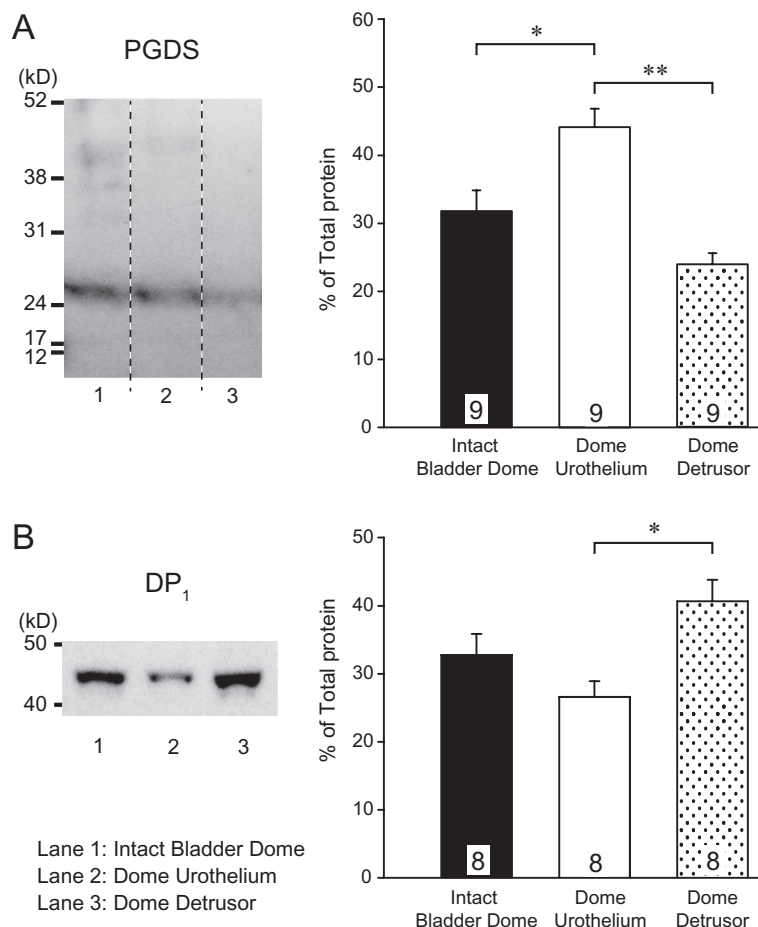 A
PGDS
(kD)
52
38
31
24
17
12
1 2 3
% of Total protein
60
50
40
30
20
10
0
*
**
9 9 9
Intact
Bladder Dome
Dome
Urothelium
Dome
Detrusor
B
DP1
(kD)
50
40
1 2 3
Lane 1: Intact Bladder Dome
Lane 2: Dome Urothelium
Lane 3: Dome Detrusor
% of Total protein
50
40
30
20
10
0
*
8 8 8
Intact
Bladder Dome
Dome
Urothelium
Dome
Detrusor